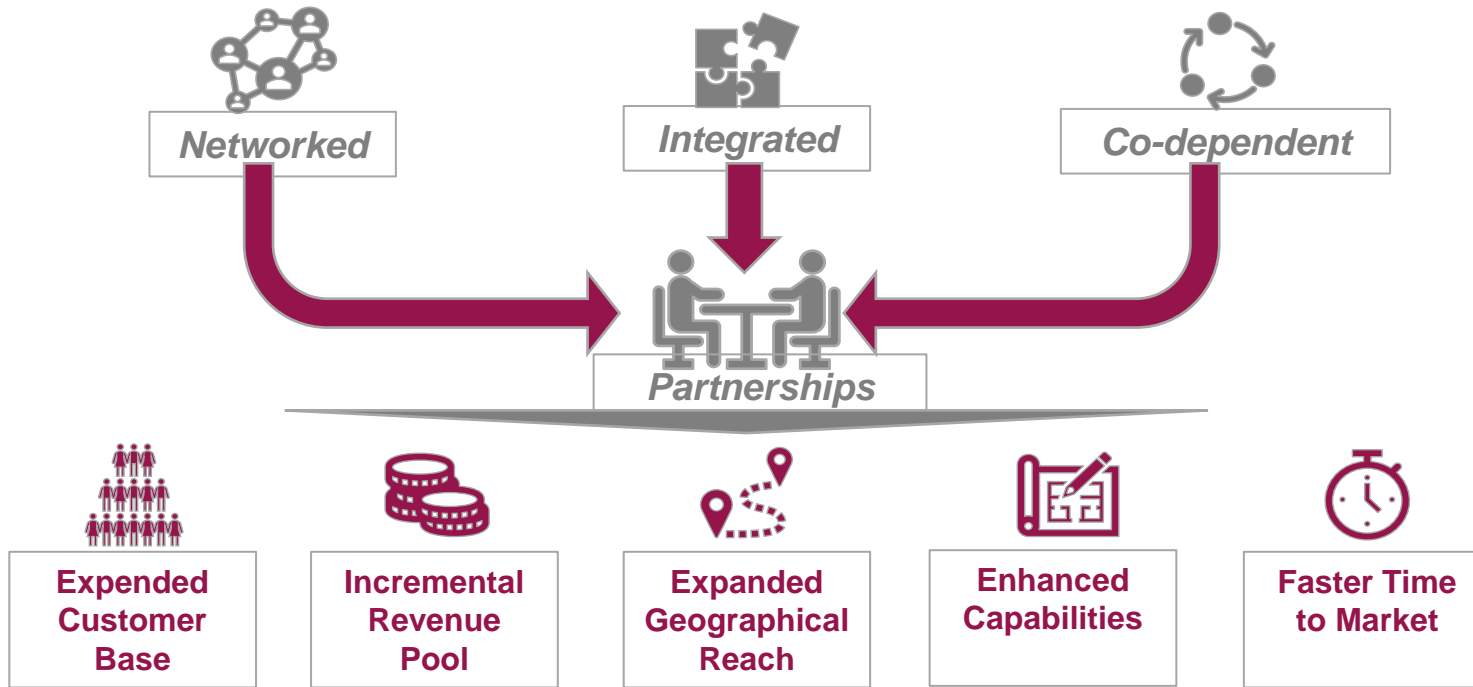 Networked
Integrated
Co-dependent
Partnerships
Expended
Customer
Base
Incremental
Revenue
Pool
Expanded
Geographical
Reach
Enhanced
Capabilities
Faster Time
to Market